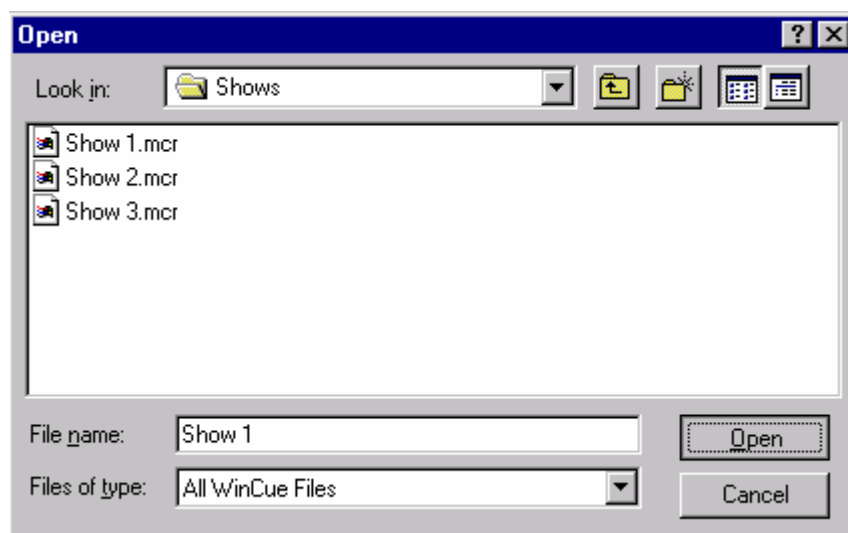 Open
Look in: Shows
Show 1.mcr
Show 2.mcr
Show 3.mcr
File name: Show 1 Open
Files of type: All WinCue Files Cancel